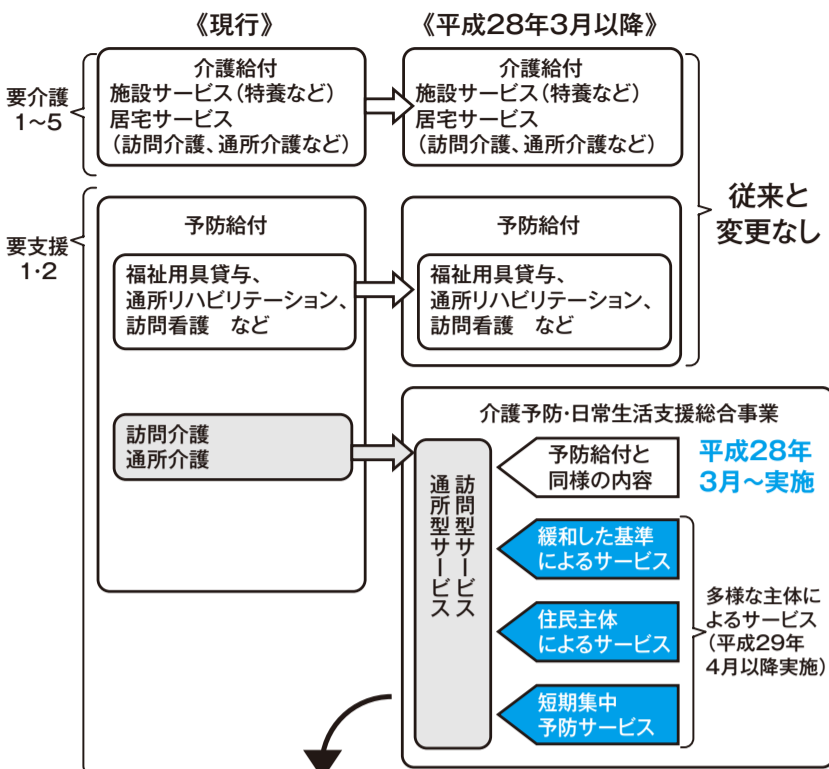 《現行》
《平成28年3月以降》
要介護
1〜5
介護給付
施設サービス(特養など)
居宅サービス
(訪問介護、通所介護など)
介護給付
施設サービス(特養など)
居宅サービス
(訪問介護、通所介護など)
従来と
変更なし
要支援
1・2
予防給付
福祉用具貸与、
通所リハビリテーション、
訪問看護 など
予防給付
福祉用具貸与、
通所リハビリテーション、
訪問看護 など
訪問介護
通所介護
介護予防・日常生活支援総合事業
訪問型サービス
通所型サービス
予防給付と
同様の内容
平成28年
3月〜実施
緩和した基準
によるサービス
住民主体
によるサービス
短期集中
予防サービス
多様な主体に
よるサービス
(平成29年
4月以降実施)